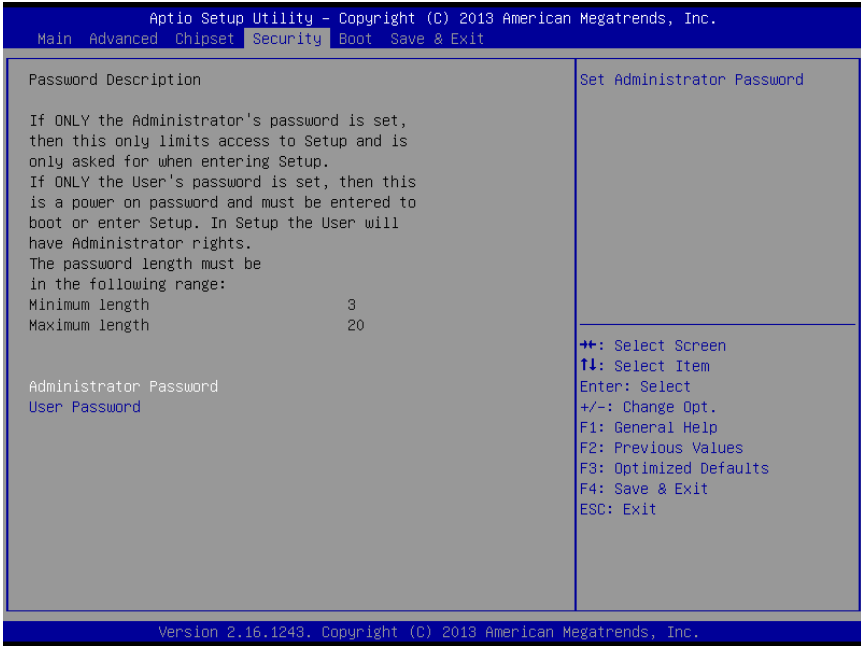 Aptio Setup Utility – Copyright (C) 2013 American Megatrends, Inc.
Main Advanced Chipset Security Boot Save & Exit
Password Description
If ONLY the Administrator's password is set,
then this only limits access to Setup and is
only asked for when entering Setup.
If ONLY the User's password is set, then this
is a power on password and must be entered to
boot or enter Setup. In Setup the User will
have Administrator rights.
The password length must be
in the following range:
Minimum length 3
Maximum length 20
Administrator Password
User Password
Set Administrator Password
→←: Select Screen
↑↓: Select Item
Enter: Select
+/-: Change Opt.
F1: General Help
F2: Previous Values
F3: Optimized Defaults
F4: Save & Exit
ESC: Exit
Version 2.16.1243. Copyright (C) 2013 American Megatrends, Inc.